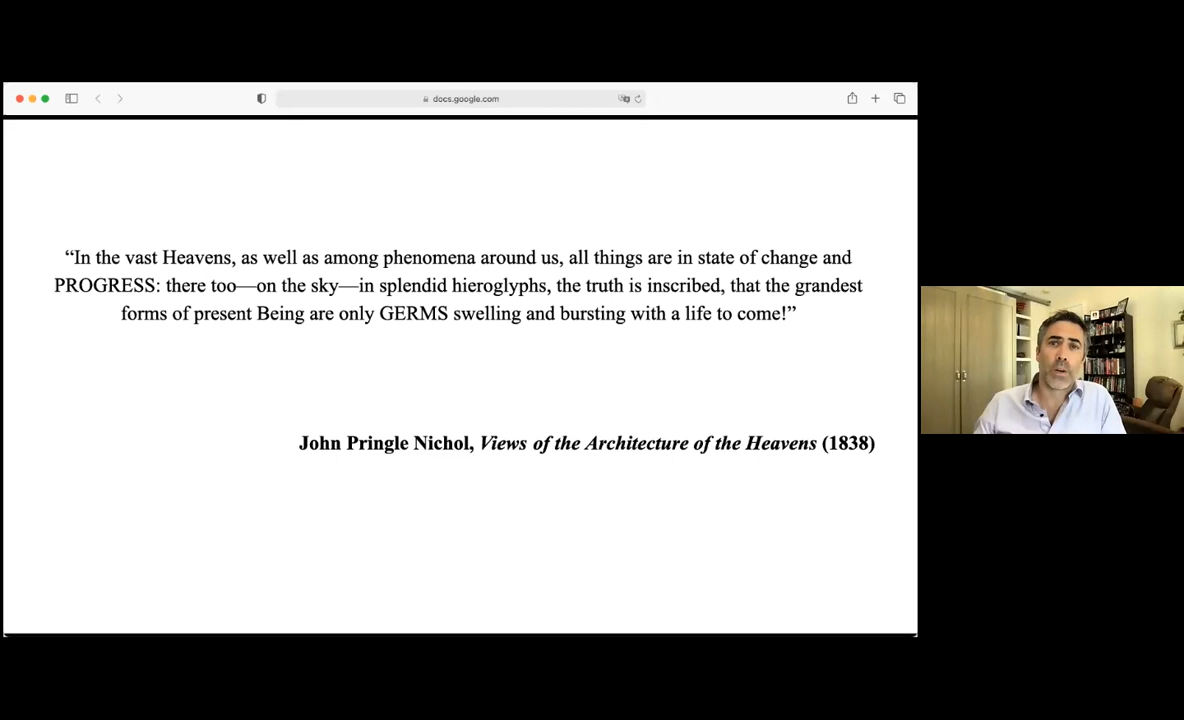 docs.google.com
“In the vast Heavens, as well as among phenomena around us, all things are in state of change and
PROGRESS: there too—on the sky—in splendid hieroglyphs, the truth is inscribed, that the grandest
forms of present Being are only GERMS swelling and bursting with a life to come!”
John Pringle Nichol, Views of the Architecture of the Heavens (1838)